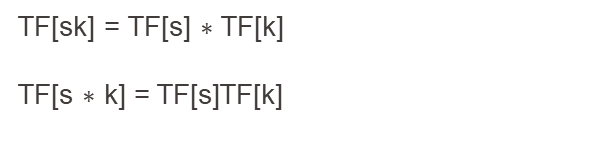 TF[sk] = TF[s] ∗ TF[k]
TF[s ∗ k] = TF[s]TF[k]